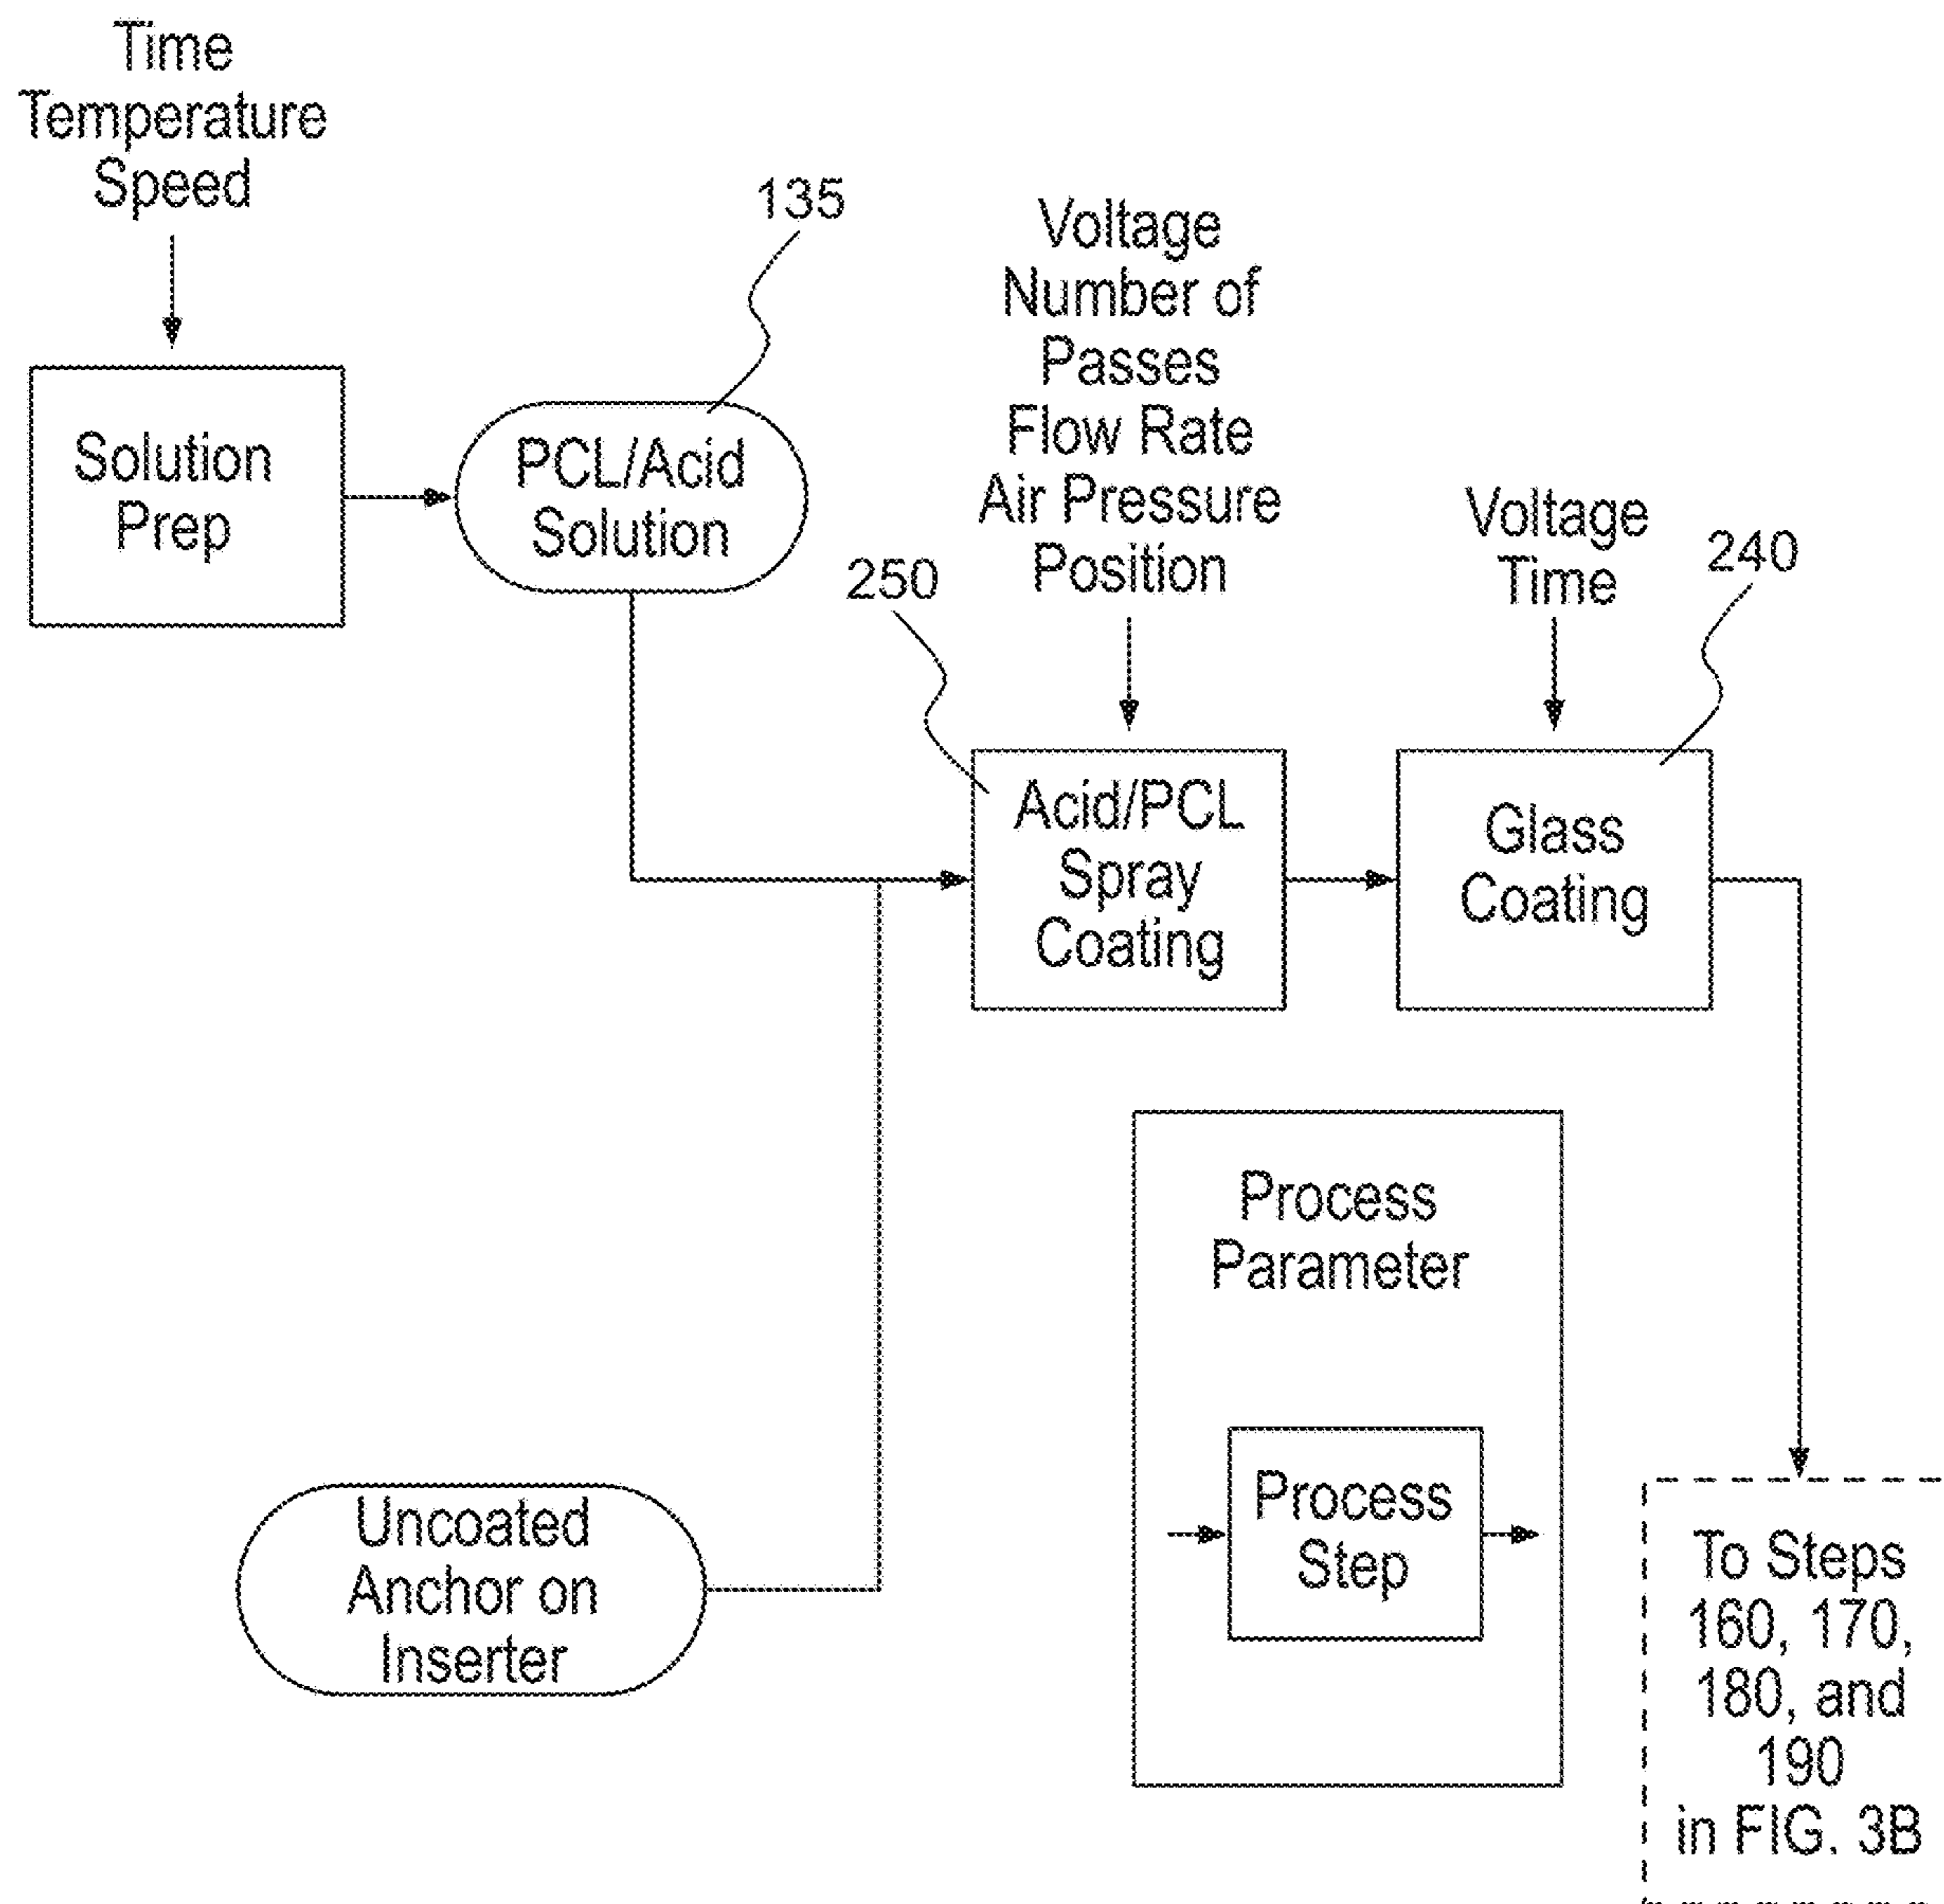 Time
Temperature
Speed
135
Voltage
Number of
Passes
Flow Rate
Air Pressure
Position
Solution
Prep
PCL/Acid
Solution
250
Voltage
Time
240
Acid/PCL
Spray
Coating
Glass
Coating
Process
Parameter
Process
Step
Uncoated
Anchor on
Inserter
To Steps
160, 170,
180, and
190
in FIG. 3B